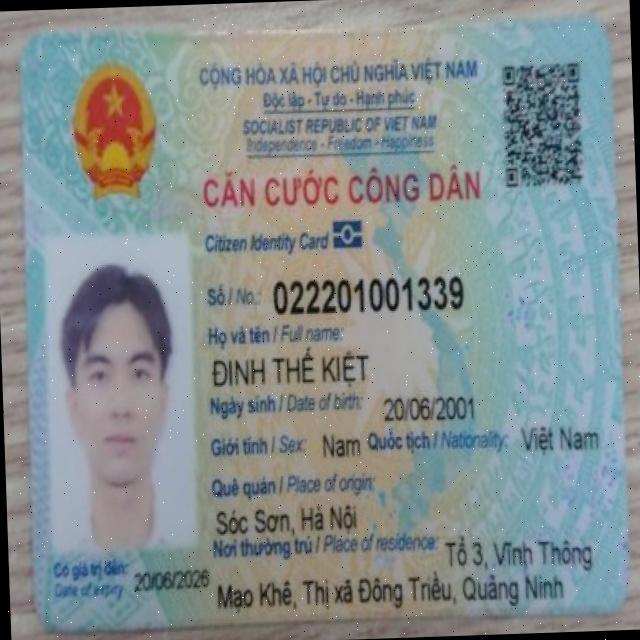 CỘNG HÒA XÃ HỘI CHỦ NGHĨA VIỆT NAM
Độc lập - Tự do - Hạnh phúc
SOCIALIST REPUBLIC OF VIET NAM
Independence - Freedom - Happiness
CĂN CƯỚC CÔNG DÂN
Citizen Identity Card
Số / No.: 022201001339
Họ và tên / Full name:
ĐINH THẾ KIỆT
Ngày sinh / Date of birth: 20/06/2001
Giới tính / Sex: Nam Quốc tịch / Nationality: Việt Nam
Quê quán / Place of origin:
Sóc Sơn, Hà Nội
Nơi thường trú / Place of residence: Tổ 3, Vĩnh Thông
Mạo Khê, Thị xã Đông Triều, Quảng Ninh
Có giá trị đến: 20/06/2026
Date of expiry